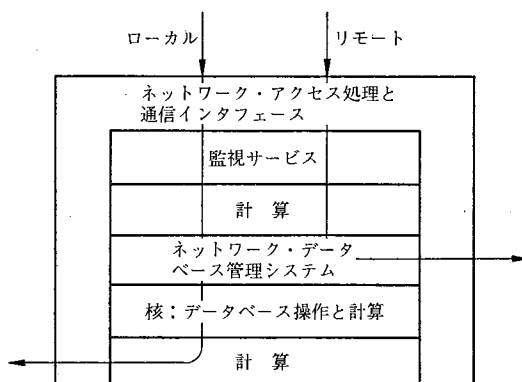 ローカル
リモート
ネットワーク・アクセス処理と
通信インタフェース
監視サービス
計 算
ネットワーク・データ
ベース管理システム
核：データベース操作と計算
計 算